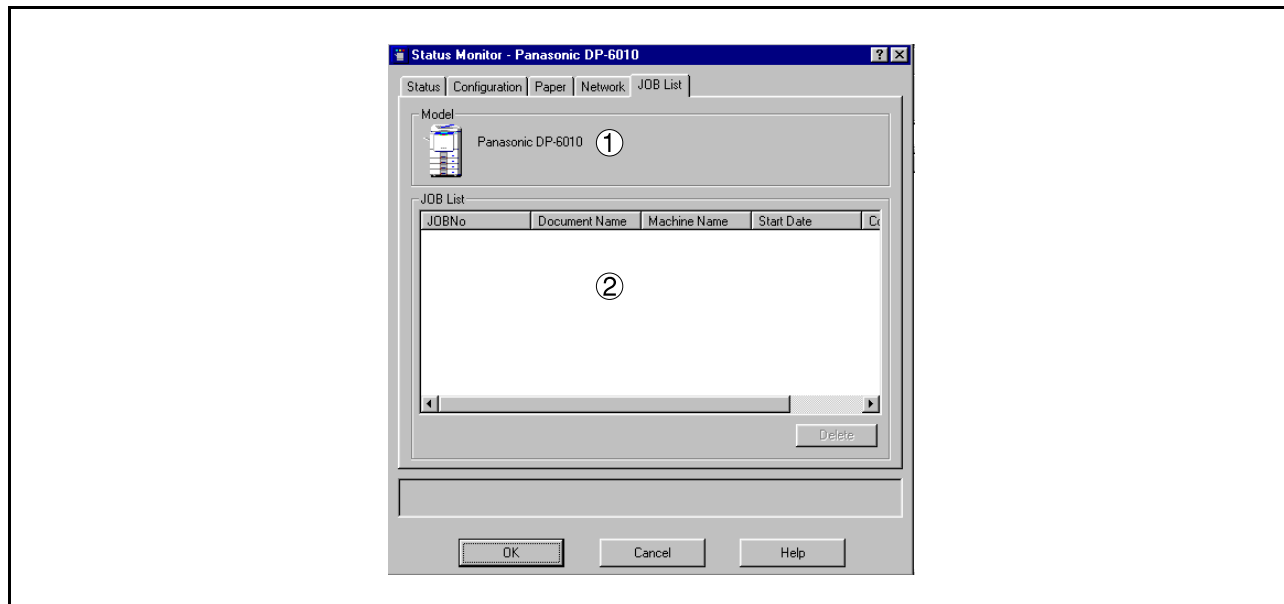 Status Monitor - Panasonic DP-6010
Status Configuration Paper Network JOB List
Model
Panasonic DP-6010 ①
JOB List
JOBNo Document Name Machine Name Start Date Co
②
Delete
OK Cancel Help